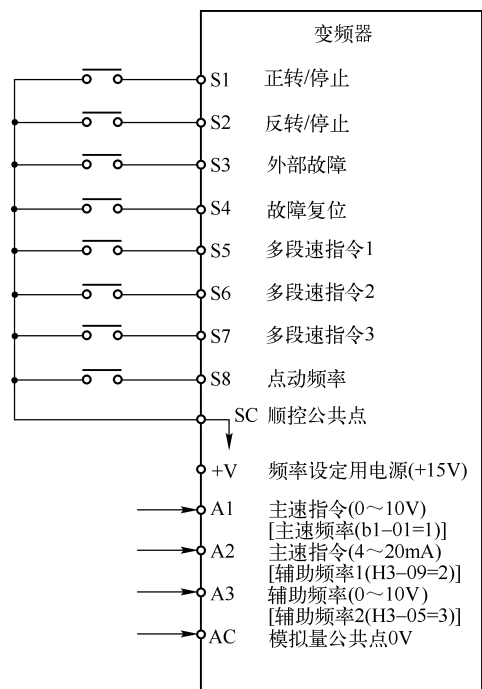 变频器
S1 正转/停止
S2 反转/停止
S3 外部故障
S4 故障复位
S5 多段速指令1
S6 多段速指令2
S7 多段速指令3
S8 点动频率
SC 顺控公共点
+V 频率设定用电源(+15V)
A1 主速指令(0～10V)
[主速频率(b1–01=1)]
A2 主速指令(4～20mA)
[辅助频率1(H3–09=2)]
A3 辅助频率(0～10V)
[辅助频率2(H3–05=3)]
AC 模拟量公共点0V